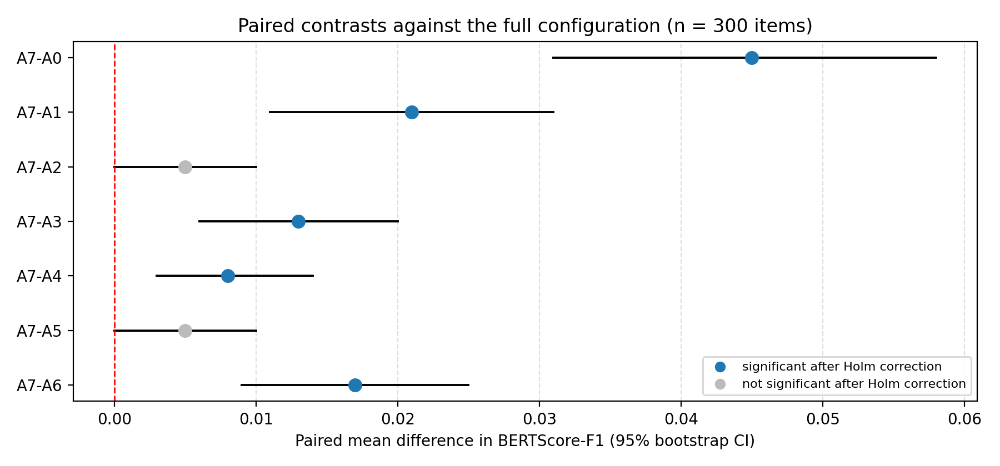 Paired contrasts against the full configuration (n = 300 items)
A7-A0
A7-A1
A7-A2
A7-A3
A7-A4
A7-A5
A7-A6
significant after Holm correction
not significant after Holm correction
0.00 0.01 0.02 0.03 0.04 0.05 0.06
Paired mean difference in BERTScore-F1 (95% bootstrap CI)